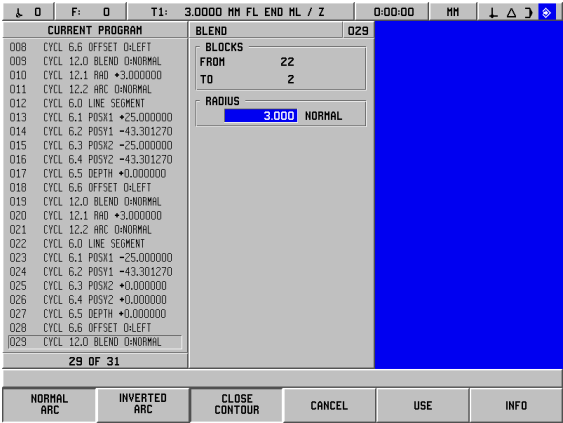 0 F: 0 T1: 3.0000 MM FL END ML / Z 0:00:00 MM
CURRENT PROGRAM
008 CYCL 6.6 OFFSET 0:LEFT
009 CYCL 12.0 BLEND 0:NORMAL
010 CYCL 12.1 RAD +3.000000
011 CYCL 12.2 ARC 0:NORMAL
012 CYCL 6.0 LINE SEGMENT
013 CYCL 6.1 POSX1 +25.000000
014 CYCL 6.2 POSY1 -43.301270
015 CYCL 6.3 POSX2 -25.000000
016 CYCL 6.4 POSY2 -43.301270
017 CYCL 6.5 DEPTH +0.000000
018 CYCL 6.6 OFFSET 0:LEFT
019 CYCL 12.0 BLEND 0:NORMAL
020 CYCL 12.1 RAD +3.000000
021 CYCL 12.2 ARC 0:NORMAL
022 CYCL 6.0 LINE SEGMENT
023 CYCL 6.1 POSX1 -25.000000
024 CYCL 6.2 POSY1 -43.301270
025 CYCL 6.3 POSX2 +0.000000
026 CYCL 6.4 POSY2 +0.000000
027 CYCL 6.5 DEPTH +0.000000
028 CYCL 6.6 OFFSET 0:LEFT
029 CYCL 12.0 BLEND 0:NORMAL
29 OF 31
BLEND 029
BLOCKS
FROM 22
TO 2
RADIUS
3.000 NORMAL
NORMAL ARC
INVERTED ARC
CLOSE CONTOUR
CANCEL
USE
INFO